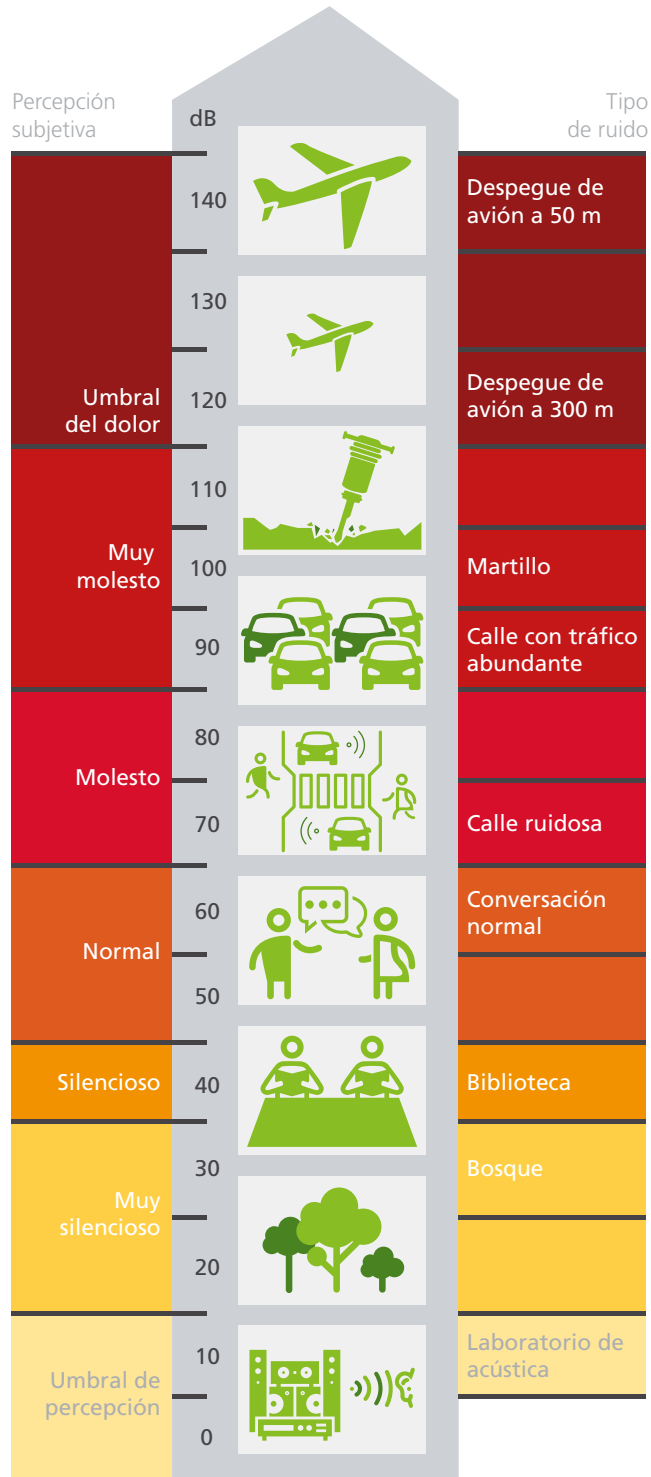 Percepción
subjetiva
dB
Tipo
de ruido
140
Despegue de
avión a 50 m
130
Umbral
del dolor
120
Despegue de
avión a 300 m
110
Muy
molesto
100
Martillo
90
Calle con tráfico
abundante
80
Molesto
70
Calle ruidosa
60
Conversación
normal
Normal
50
Silencioso
40
Biblioteca
30
Bosque
Muy
silencioso
20
10
Laboratorio de
acústica
Umbral de
percepción
0